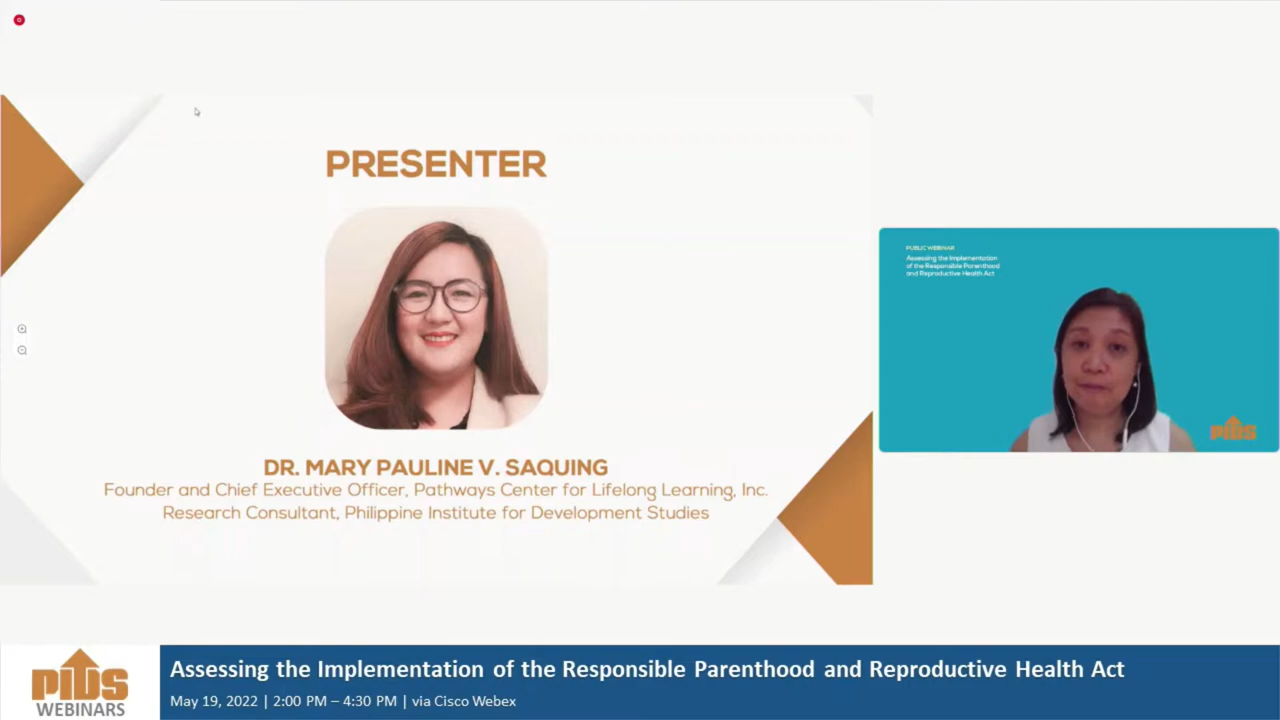 PRESENTER
DR. MARY PAULINE V. SAQUING
Founder and Chief Executive Officer, Pathways Center for Lifelong Learning, Inc.
Research Consultant, Philippine Institute for Development Studies
PUBLIC WEBINAR
Assessing the Implementation
of the Responsible Parenthood
and Reproductive Health Act
PIDS
PIDS
WEBINARS
Assessing the Implementation of the Responsible Parenthood and Reproductive Health Act
May 19, 2022 | 2:00 PM – 4:30 PM | via Cisco Webex